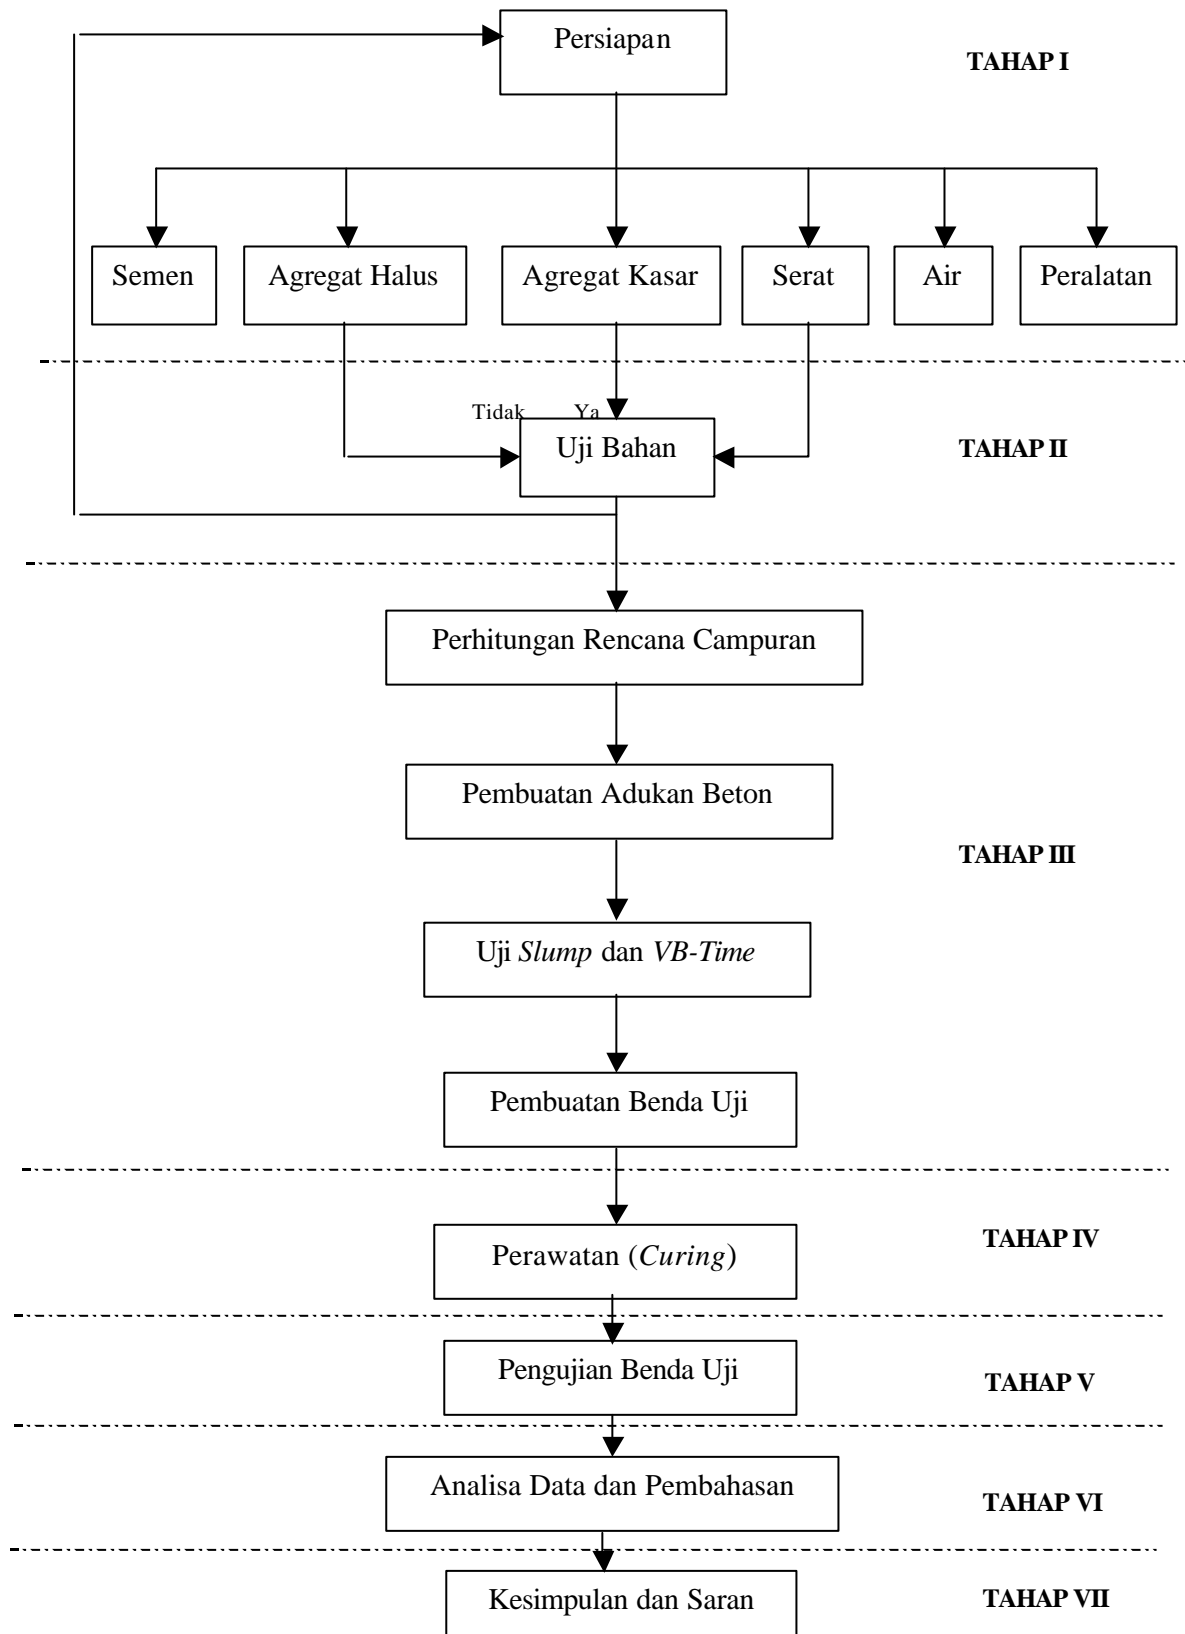 Persiapan
TAHAP I
Semen
Agregat Halus
Agregat Kasar
Serat
Air
Peralatan
Tidak
Ya
Uji Bahan
TAHAP II
Perhitungan Rencana Campuran
Pembuatan Adukan Beton
TAHAP III
Uji Slump dan VB-Time
Pembuatan Benda Uji
Perawatan (Curing)
TAHAP IV
Pengujian Benda Uji
TAHAP V
Analisa Data dan Pembahasan
TAHAP VI
Kesimpulan dan Saran
TAHAP VII